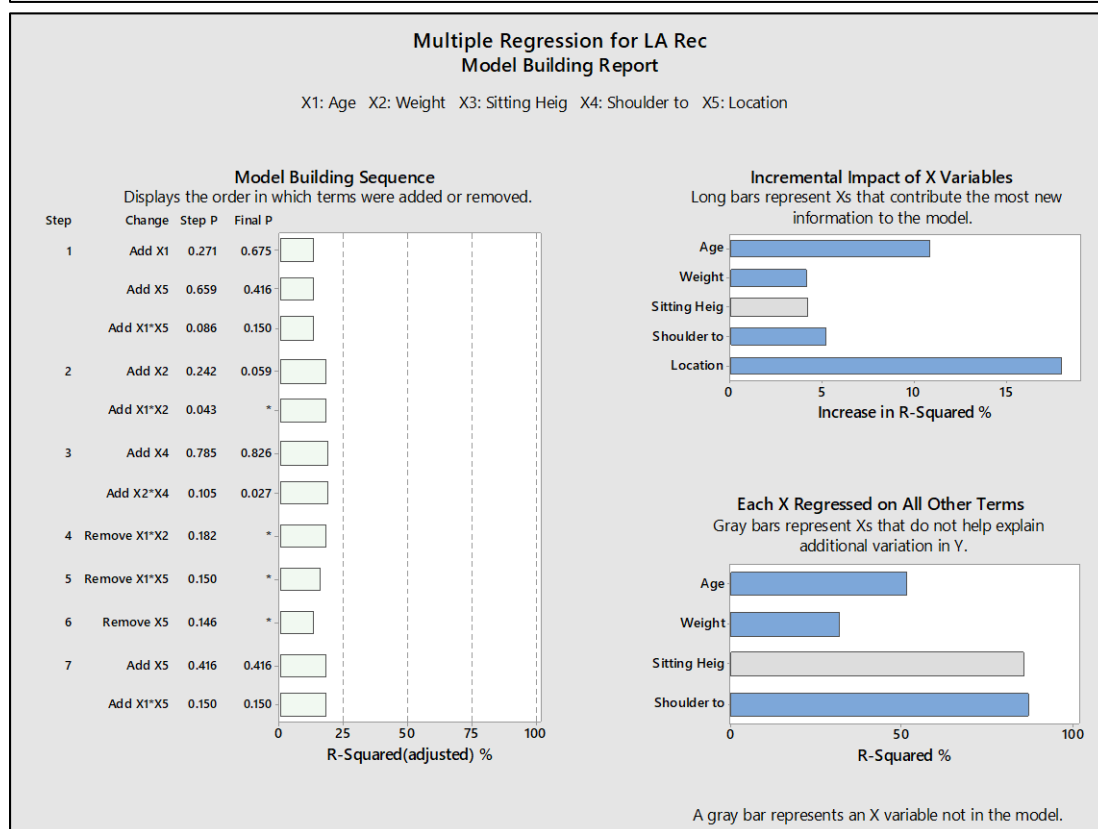 Multiple Regression for LA Rec
Model Building Report
X1: Age X2: Weight X3: Sitting Heig X4: Shoulder to X5: Location
Model Building Sequence
Displays the order in which terms were added or removed.
Step Change Step P Final P
1 Add X1 0.271 0.675
Add X5 0.659 0.416
Add X1*X5 0.086 0.150
2 Add X2 0.242 0.059
Add X1*X2 0.043 *
3 Add X4 0.785 0.826
Add X2*X4 0.105 0.027
4 Remove X1*X2 0.182 *
5 Remove X1*X5 0.150 *
6 Remove X5 0.146 *
7 Add X5 0.416 0.416
Add X1*X5 0.150 0.150
0 25 50 75 100
R-Squared(adjusted) %
Incremental Impact of X Variables
Long bars represent Xs that contribute the most new
information to the model.
Age
Weight
Sitting Heig
Shoulder to
Location
0 5 10 15
Increase in R-Squared %
Each X Regressed on All Other Terms
Gray bars represent Xs that do not help explain
additional variation in Y.
Age
Weight
Sitting Heig
Shoulder to
0 50 100
R-Squared %
A gray bar represents an X variable not in the model.